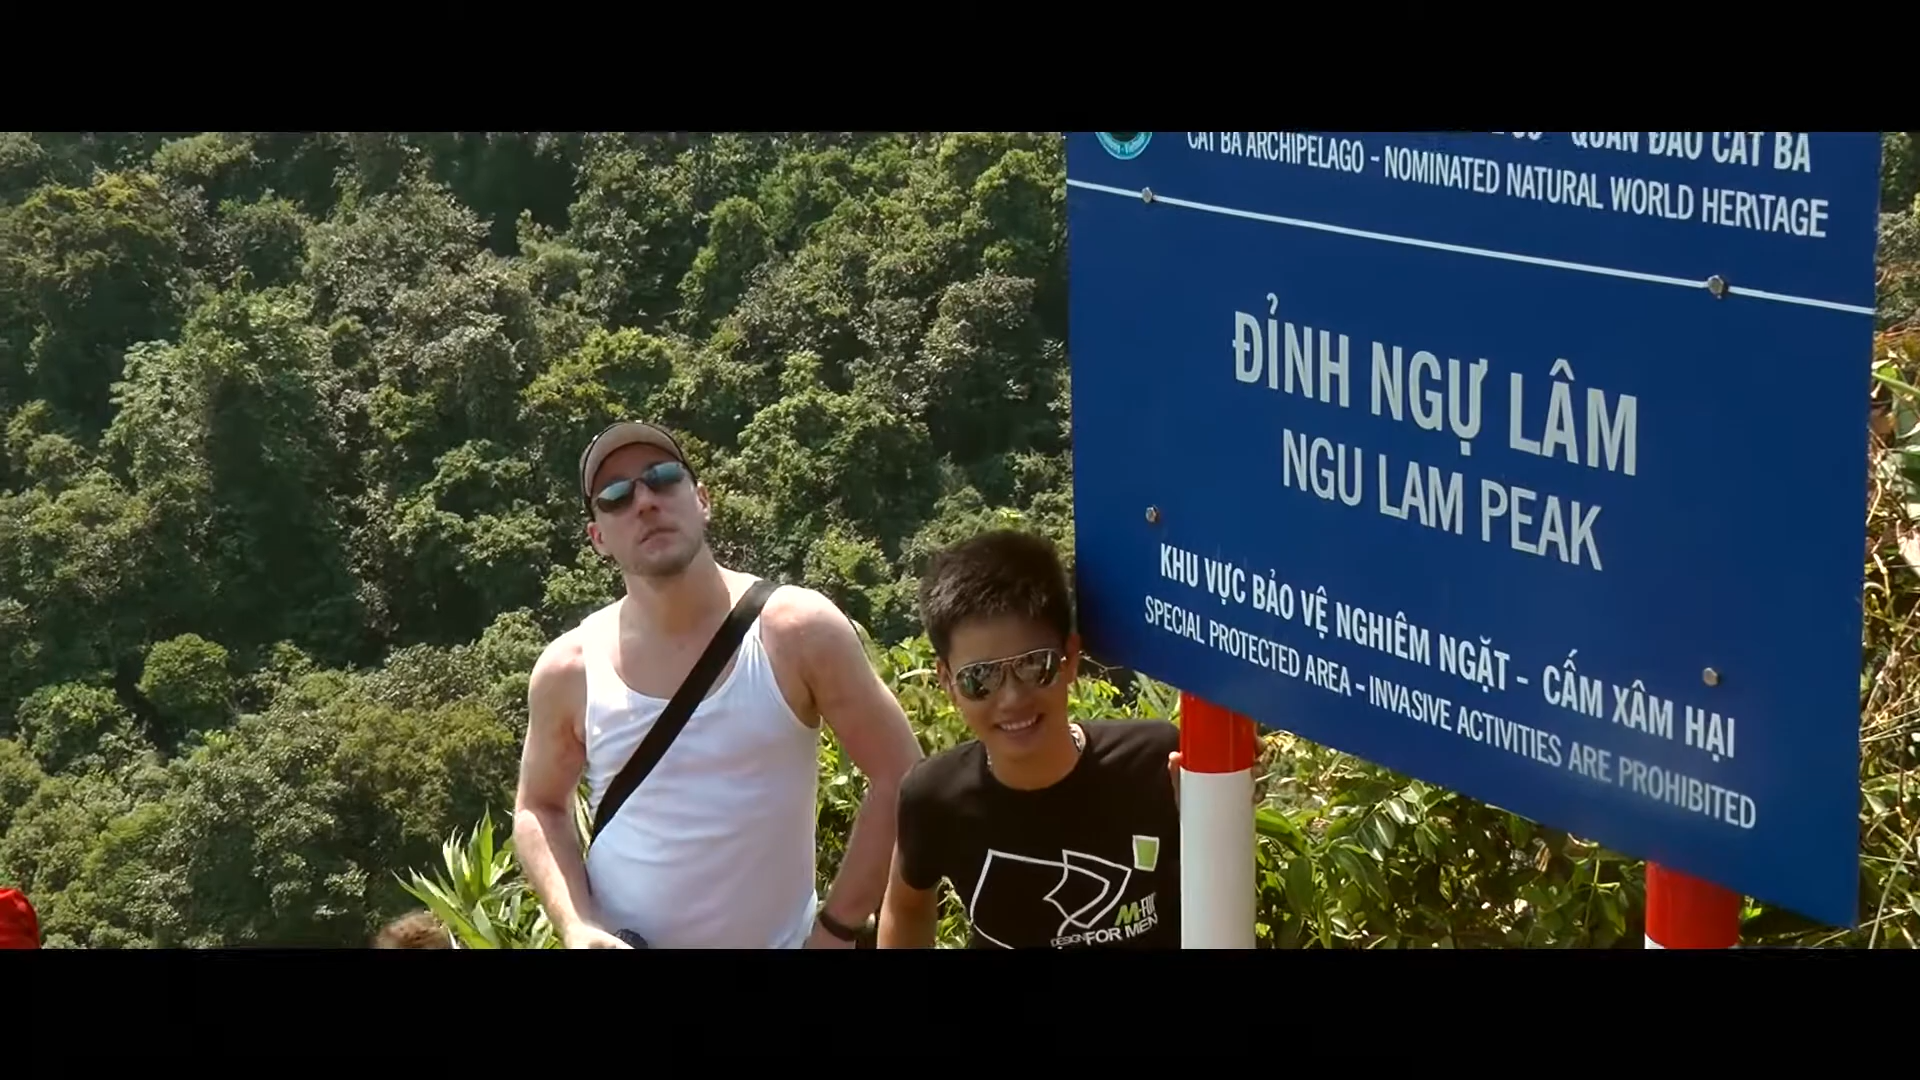 QUẦN ĐẢO CÁT BÀ
CAT BA ARCHIPELAGO - NOMINATED NATURAL WORLD HERITAGE
ĐỈNH NGỰ LÂM
NGU LAM PEAK
KHU VỰC BẢO VỆ NGHIÊM NGẶT - CẤM XÂM HẠI
SPECIAL PROTECTED AREA - INVASIVE ACTIVITIES ARE PROHIBITED
DESIGN FOR MEN